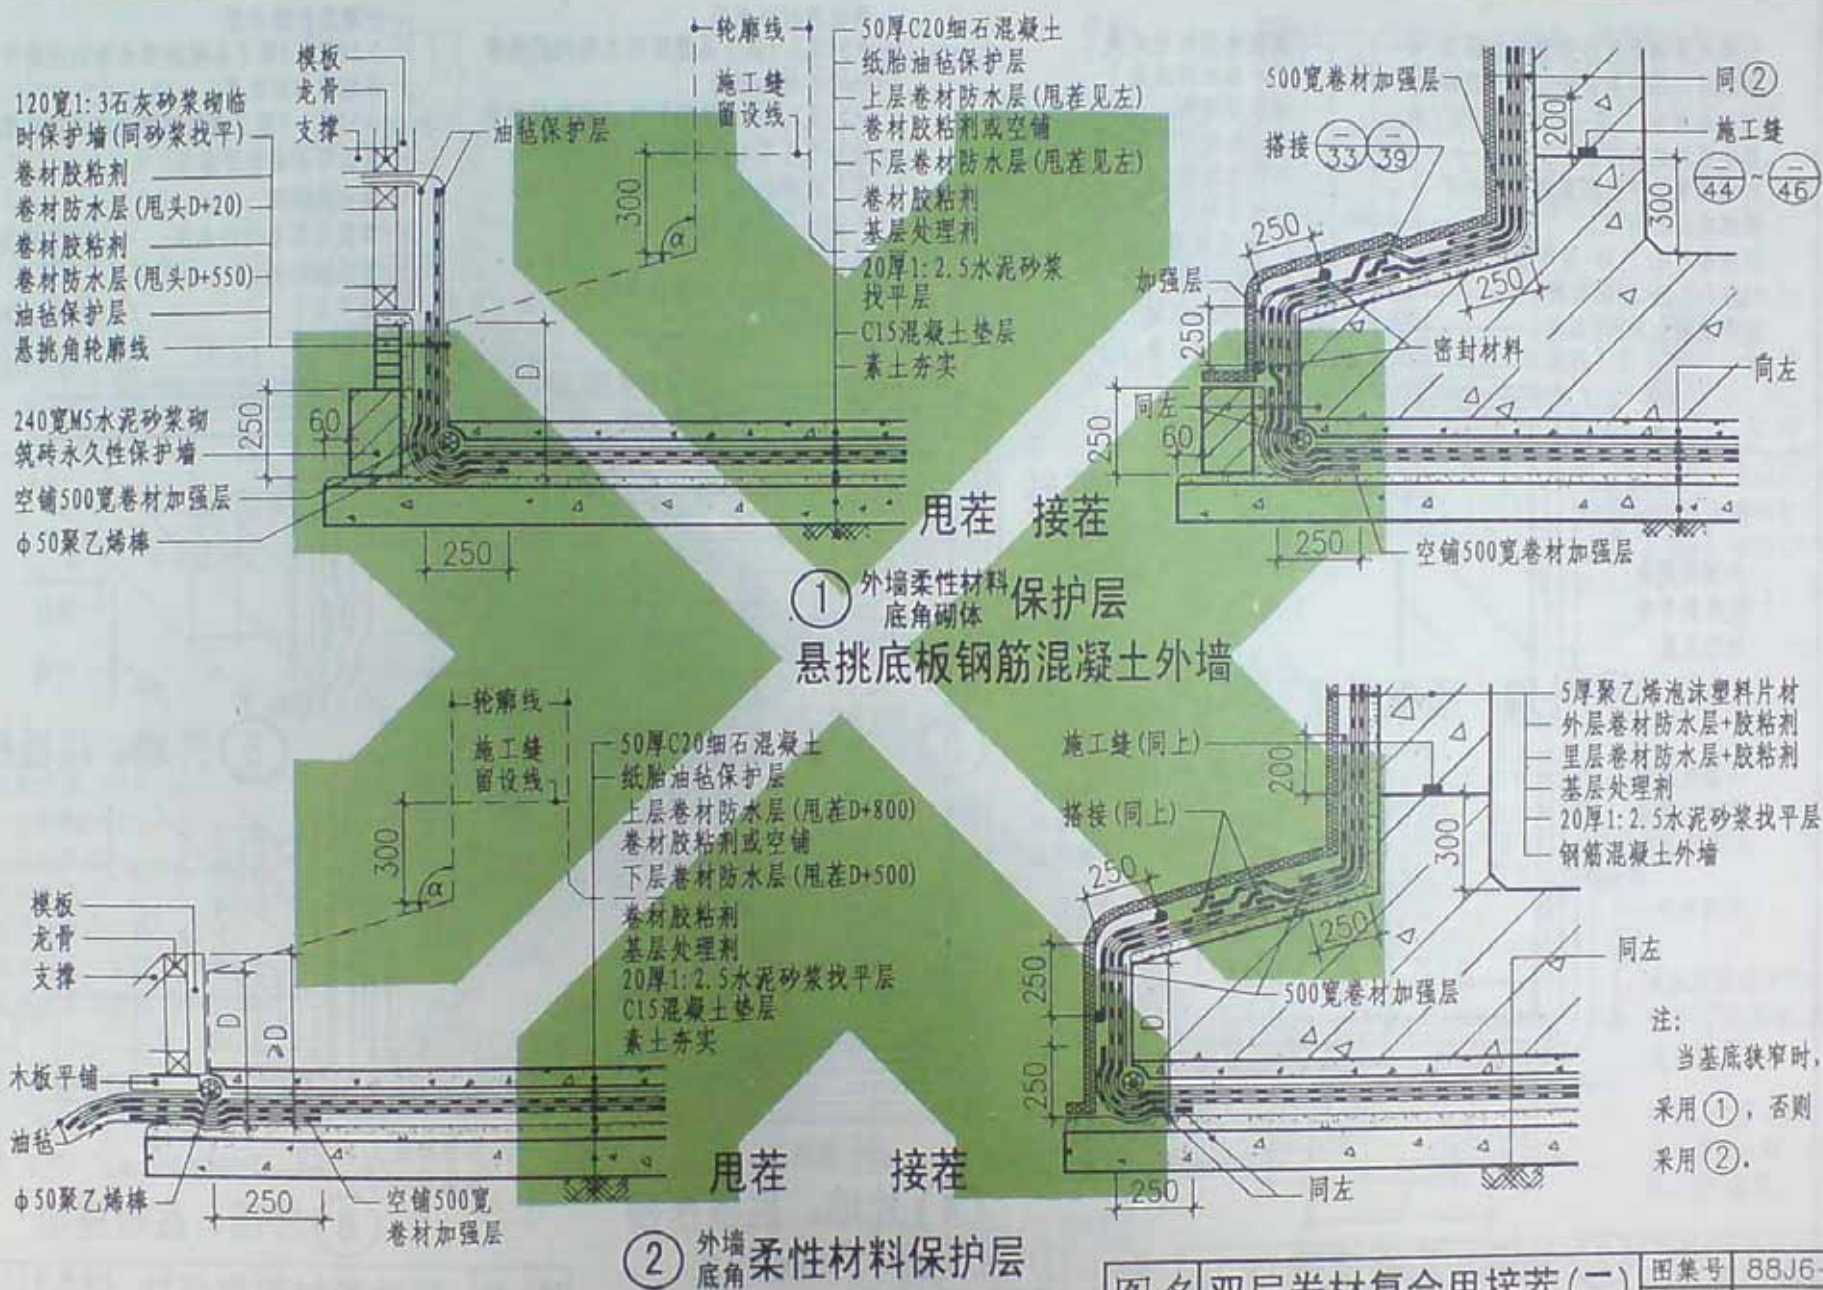 模板
龙骨
支撑
120宽1:3石灰砂浆砌临
时保护墙(同砂浆找平)
卷材胶粘剂
卷材防水层(甩头D+20)
卷材胶粘剂
卷材防水层(甩头D+550)
油毡保护层
悬挑角轮廓线
240宽M5水泥砂浆砌
筑砖永久性保护墙
空铺500宽卷材加强层
φ50聚乙烯棒
油毡保护层
250
60
250
D
轮廓线
施工缝
留设线
300
α
50厚C20细石混凝土
纸胎油毡保护层
上层卷材防水层(甩茬见左)
卷材胶粘剂或空铺
下层卷材防水层(甩茬见左)
卷材胶粘剂
基层处理剂
20厚1:2.5水泥砂浆
找平层
C15混凝土垫层
素土夯实
甩茬 接茬
500宽卷材加强层
搭接
33
39
250
加强层
250
同左
250
60
250
200
同②
施工缝
44
~
46
300
250
密封材料
同左
空铺500宽卷材加强层
① 外墙柔性材料
底角砌体
保护层
悬挑底板钢筋混凝土外墙
轮廓线
施工缝
留设线
300
α
50厚C20细石混凝土
纸胎油毡保护层
上层卷材防水层(甩茬D+800)
卷材胶粘剂或空铺
下层卷材防水层(甩茬D+500)
卷材胶粘剂
基层处理剂
20厚1:2.5水泥砂浆找平层
C15混凝土垫层
素土夯实
模板
龙骨
支撑
D
木板平铺
油毡
φ50聚乙烯棒
250
空铺500宽
卷材加强层
甩茬 接茬
施工缝(同上)
搭接(同上)
200
300
250
250
250
250
D
500宽卷材加强层
250
同左
5厚聚乙烯泡沫塑料片材
外层卷材防水层+胶粘剂
里层卷材防水层+胶粘剂
基层处理剂
20厚1:2.5水泥砂浆找平层
钢筋混凝土外墙
同左
注:
当基底狭窄时,
采用①,否则
采用②.
② 外墙
底角
柔性材料保护层
图名 双层卷材复合甩接茬(二) 图集号 88J6-